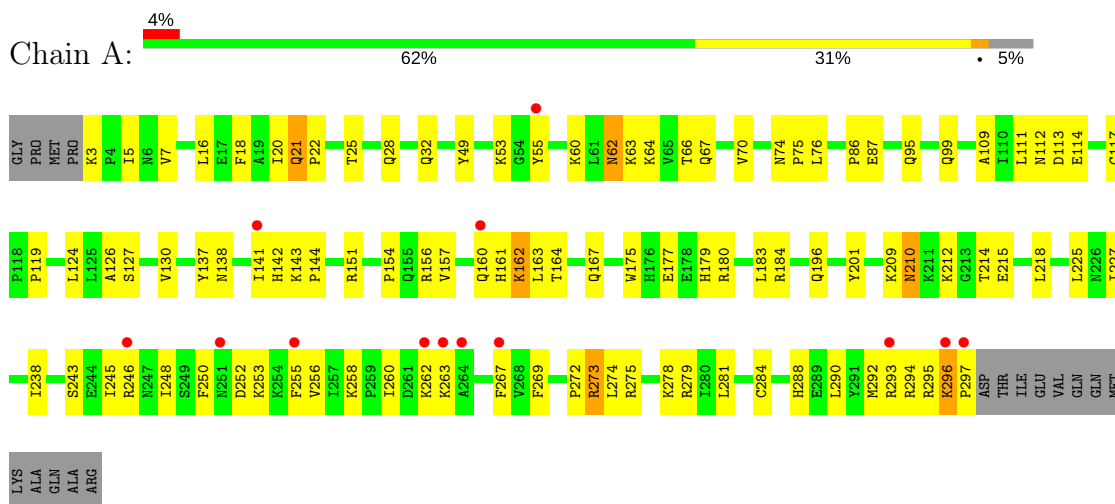 4%
Chain A:
62% 31% • 5%
GLY PRO MET PRO K3 P4 I5 N6 V7 L16 E17 F18 A19 I20 Q21 P22 T25 Q28 Q32 Y49 K53 G54 Y55 K60 L61 N62 K63 K64 V65 T66 Q67 V70 N74 P75 L76 P86 E87 Q95 Q99 A109 I110 L111 N112 D113 E114 G117
P118 P119 L124 L125 A126 S127 V130 Y137 N138 I141 H142 K143 P144 R151 P154 Q155 R156 V157 Q160 H161 K162 L163 T164 Q167 W175 H176 E177 E178 H179 R180 L183 R184 Q196 Y201 K209 N210 K211 K212 G213 T214 E215 L218 L225 N226
I238 S243 E244 I245 R246 N247 I248 S249 F250 N251 D252 K253 K254 F255 V256 I257 K258 P259 I260 D261 K262 K263 A264 F267 V268 F269 P272 R273 L274 R275 K278 R279 I280 L281 C284 H288 E289 L290 Y291 M292 R293 R294 R295 K296 P297 ASP THR ILE GLU VAL GLN GLN MET
LYS ALA GLN ALA ARG